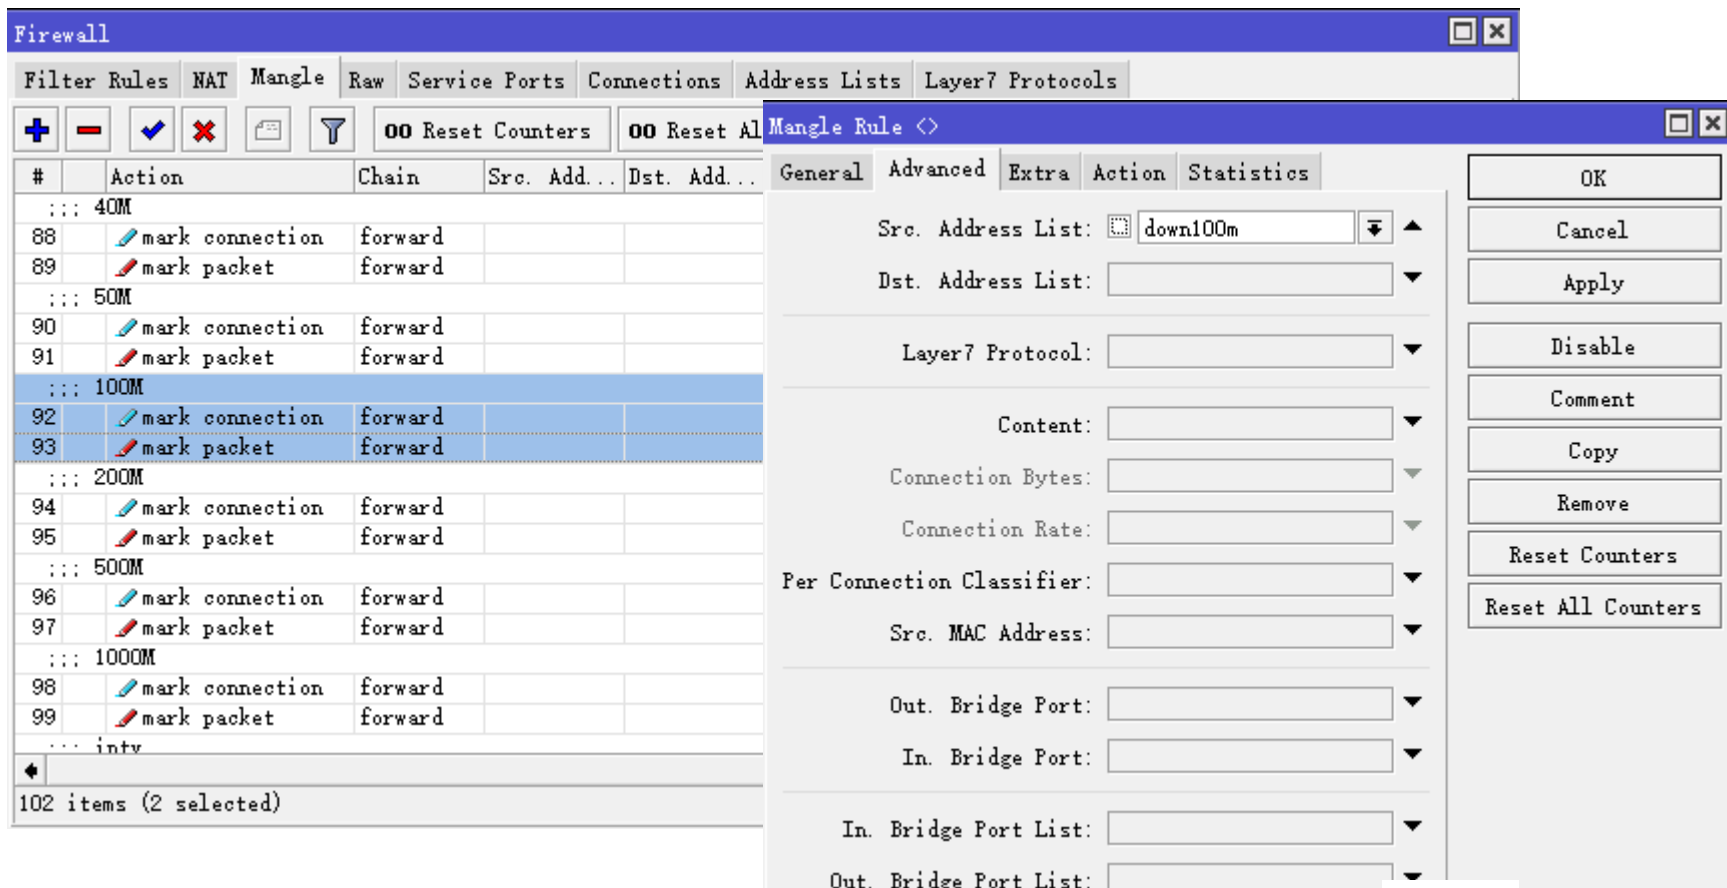 Firewall
Filter Rules NAT Mangle Raw Service Ports Connections Address Lists Layer7 Protocols
00 Reset Counters 00 Reset Al
# Action Chain Src. Add... Dst. Add...
::: 40M
88 mark connection forward
89 mark packet forward
::: 50M
90 mark connection forward
91 mark packet forward
::: 100M
92 mark connection forward
93 mark packet forward
::: 200M
94 mark connection forward
95 mark packet forward
::: 500M
96 mark connection forward
97 mark packet forward
::: 1000M
98 mark connection forward
99 mark packet forward
::: intv
102 items (2 selected)
Mangle Rule <>
General Advanced Extra Action Statistics
Src. Address List: down100m
Dst. Address List:
Layer7 Protocol:
Content:
Connection Bytes:
Connection Rate:
Per Connection Classifier:
Src. MAC Address:
Out. Bridge Port:
In. Bridge Port:
In. Bridge Port List:
Out. Bridge Port List:
OK
Cancel
Apply
Disable
Comment
Copy
Remove
Reset Counters
Reset All Counters